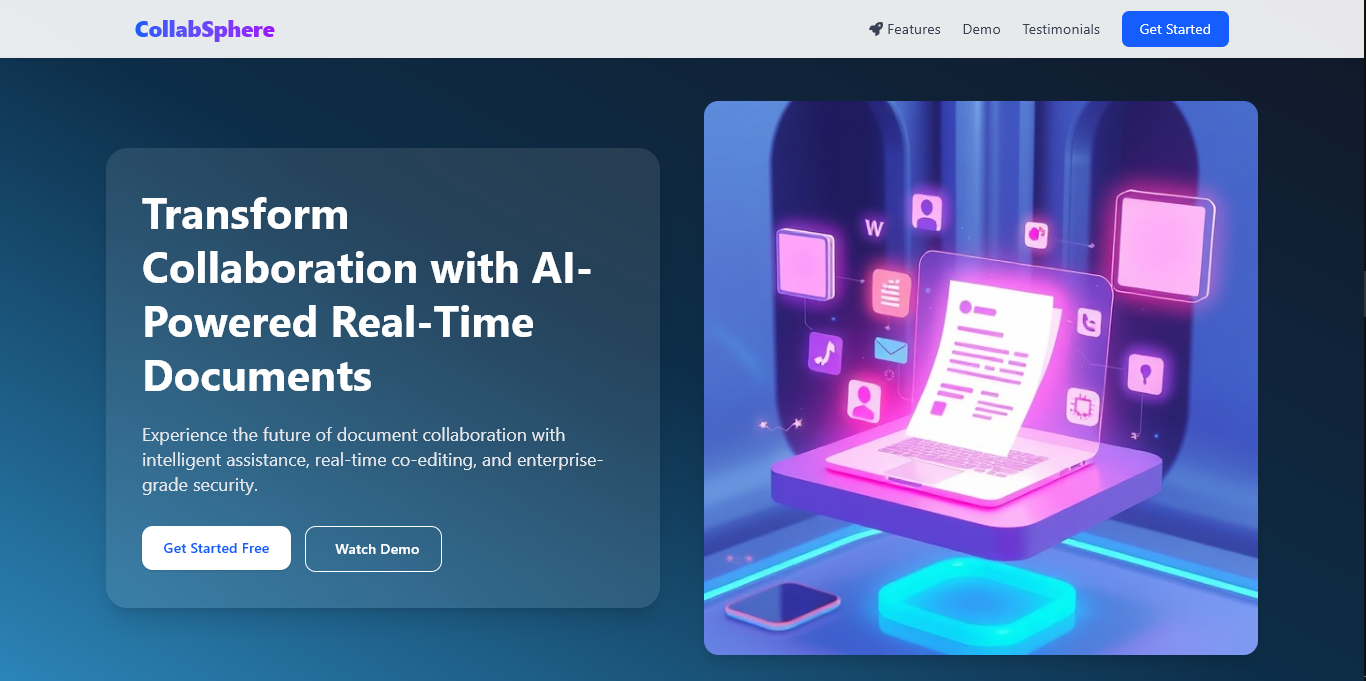 CollabSphere
Features
Demo
Testimonials
Get Started
Transform
Collaboration with AI-
Powered Real-Time
Documents
Experience the future of document collaboration with
intelligent assistance, real-time co-editing, and enterprise-
grade security.
Get Started Free
Watch Demo
W